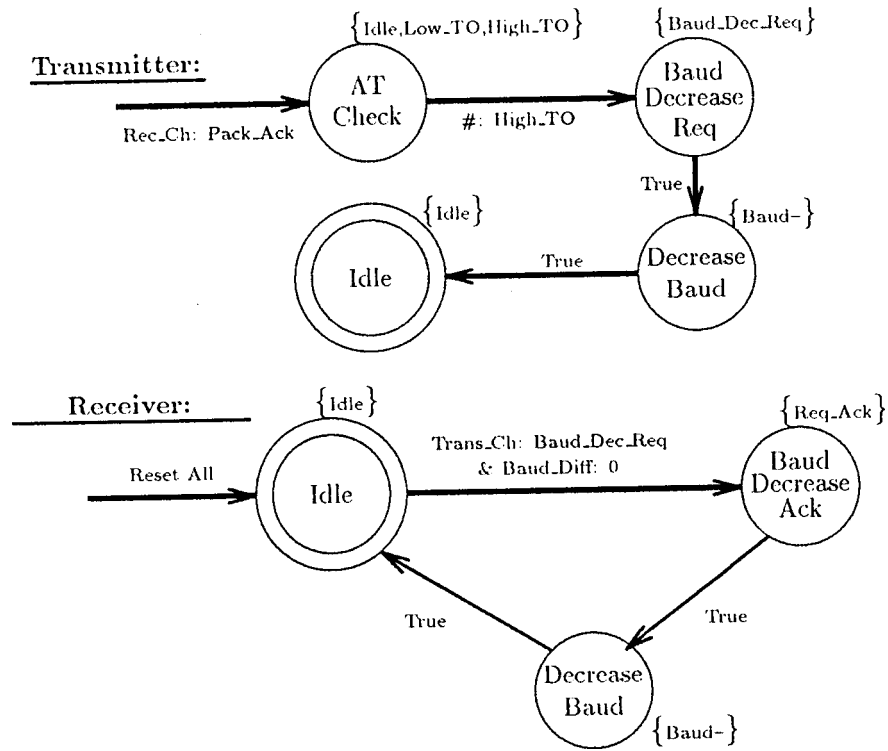 {Idle,Low_TO,High_TO}
{Baud_Dec_Req}
Transmitter:
AT
Check
Baud
Decrease
Req
Rec_Ch: Pack_Ack
#: High_TO
True
{Idle}
{Baud-}
Idle
True
Decrease
Baud
Receiver:
{Idle}
{Req_Ack}
Reset All
Idle
Trans_Ch: Baud_Dec_Req
& Baud_Diff: 0
Baud
Decrease
Ack
True
True
Decrease
Baud
{Baud-}